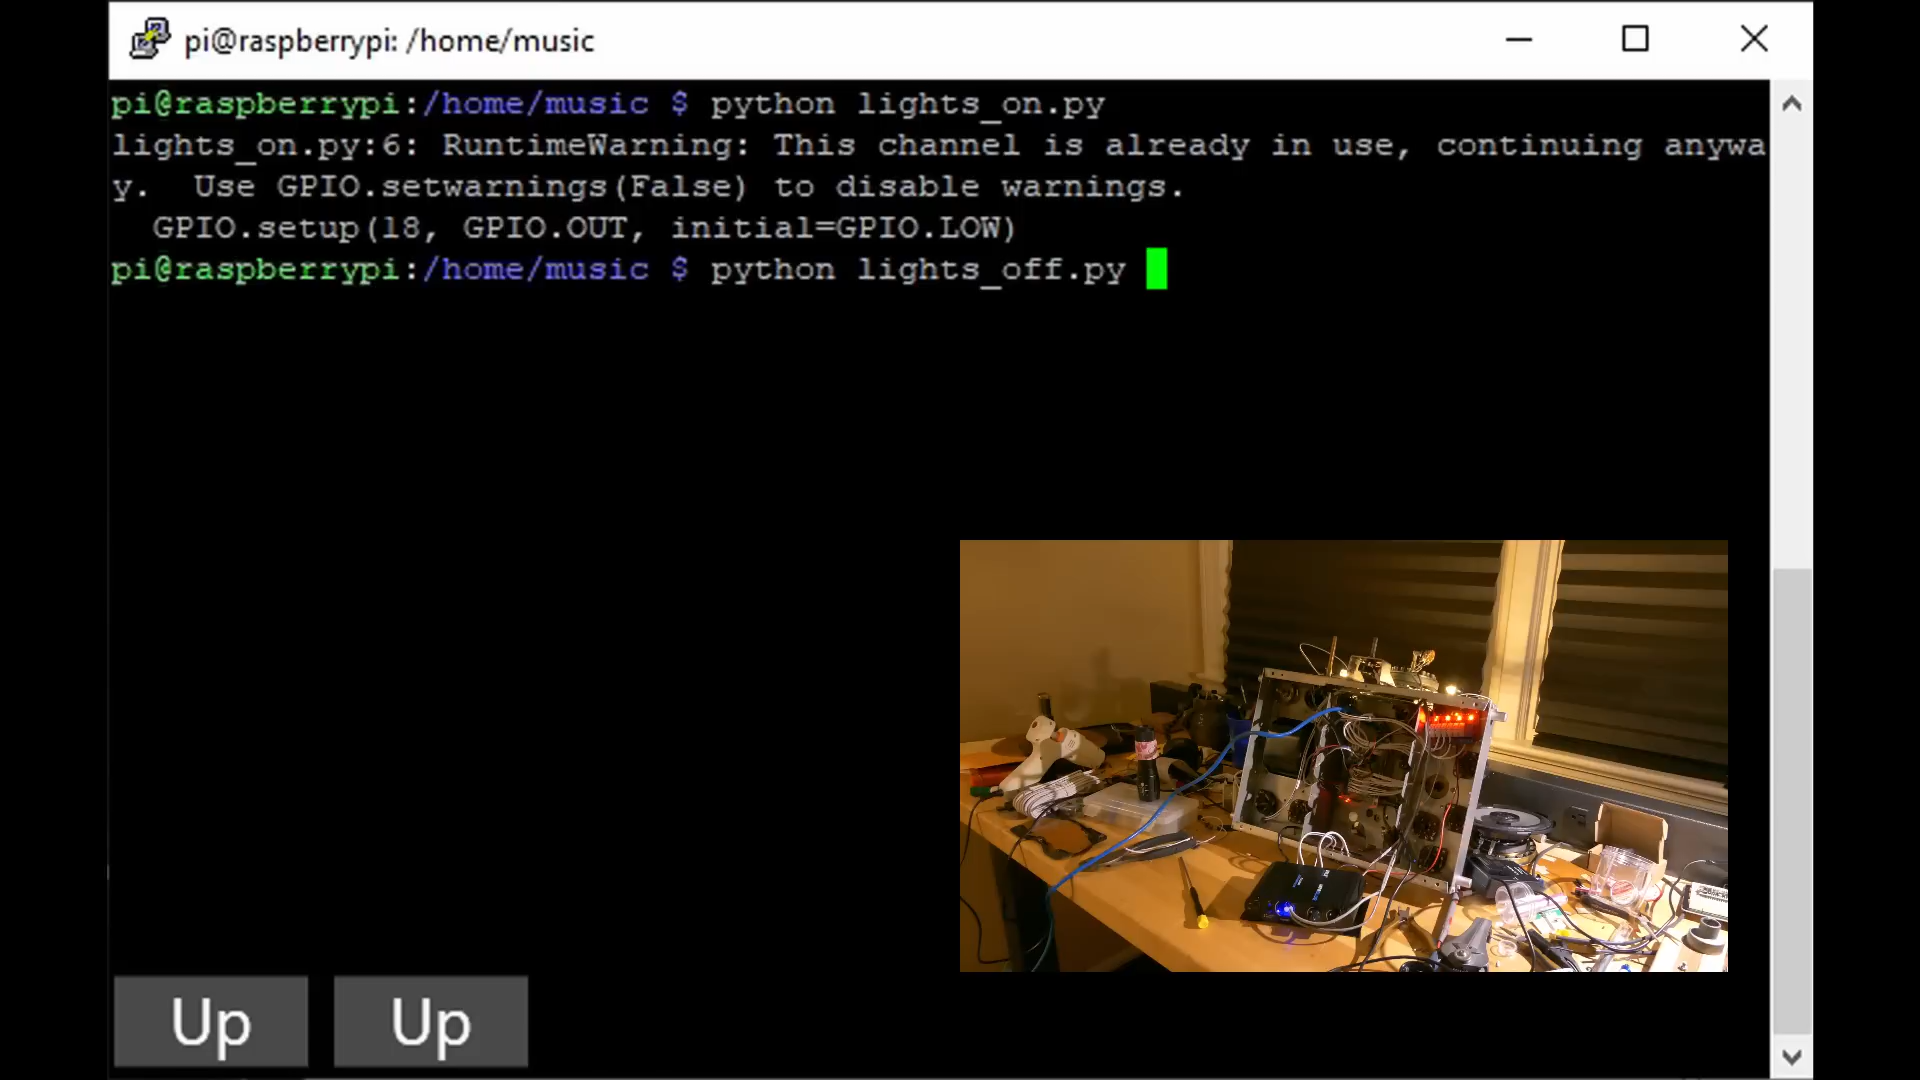 pi@raspberrypi: /home/music
pi@raspberrypi:/home/music $ python lights_on.py
lights_on.py:6: RuntimeWarning: This channel is already in use, continuing anywa
y.  Use GPIO.setwarnings(False) to disable warnings.
  GPIO.setup(18, GPIO.OUT, initial=GPIO.LOW)
pi@raspberrypi:/home/music $ python lights_off.py
Up Up